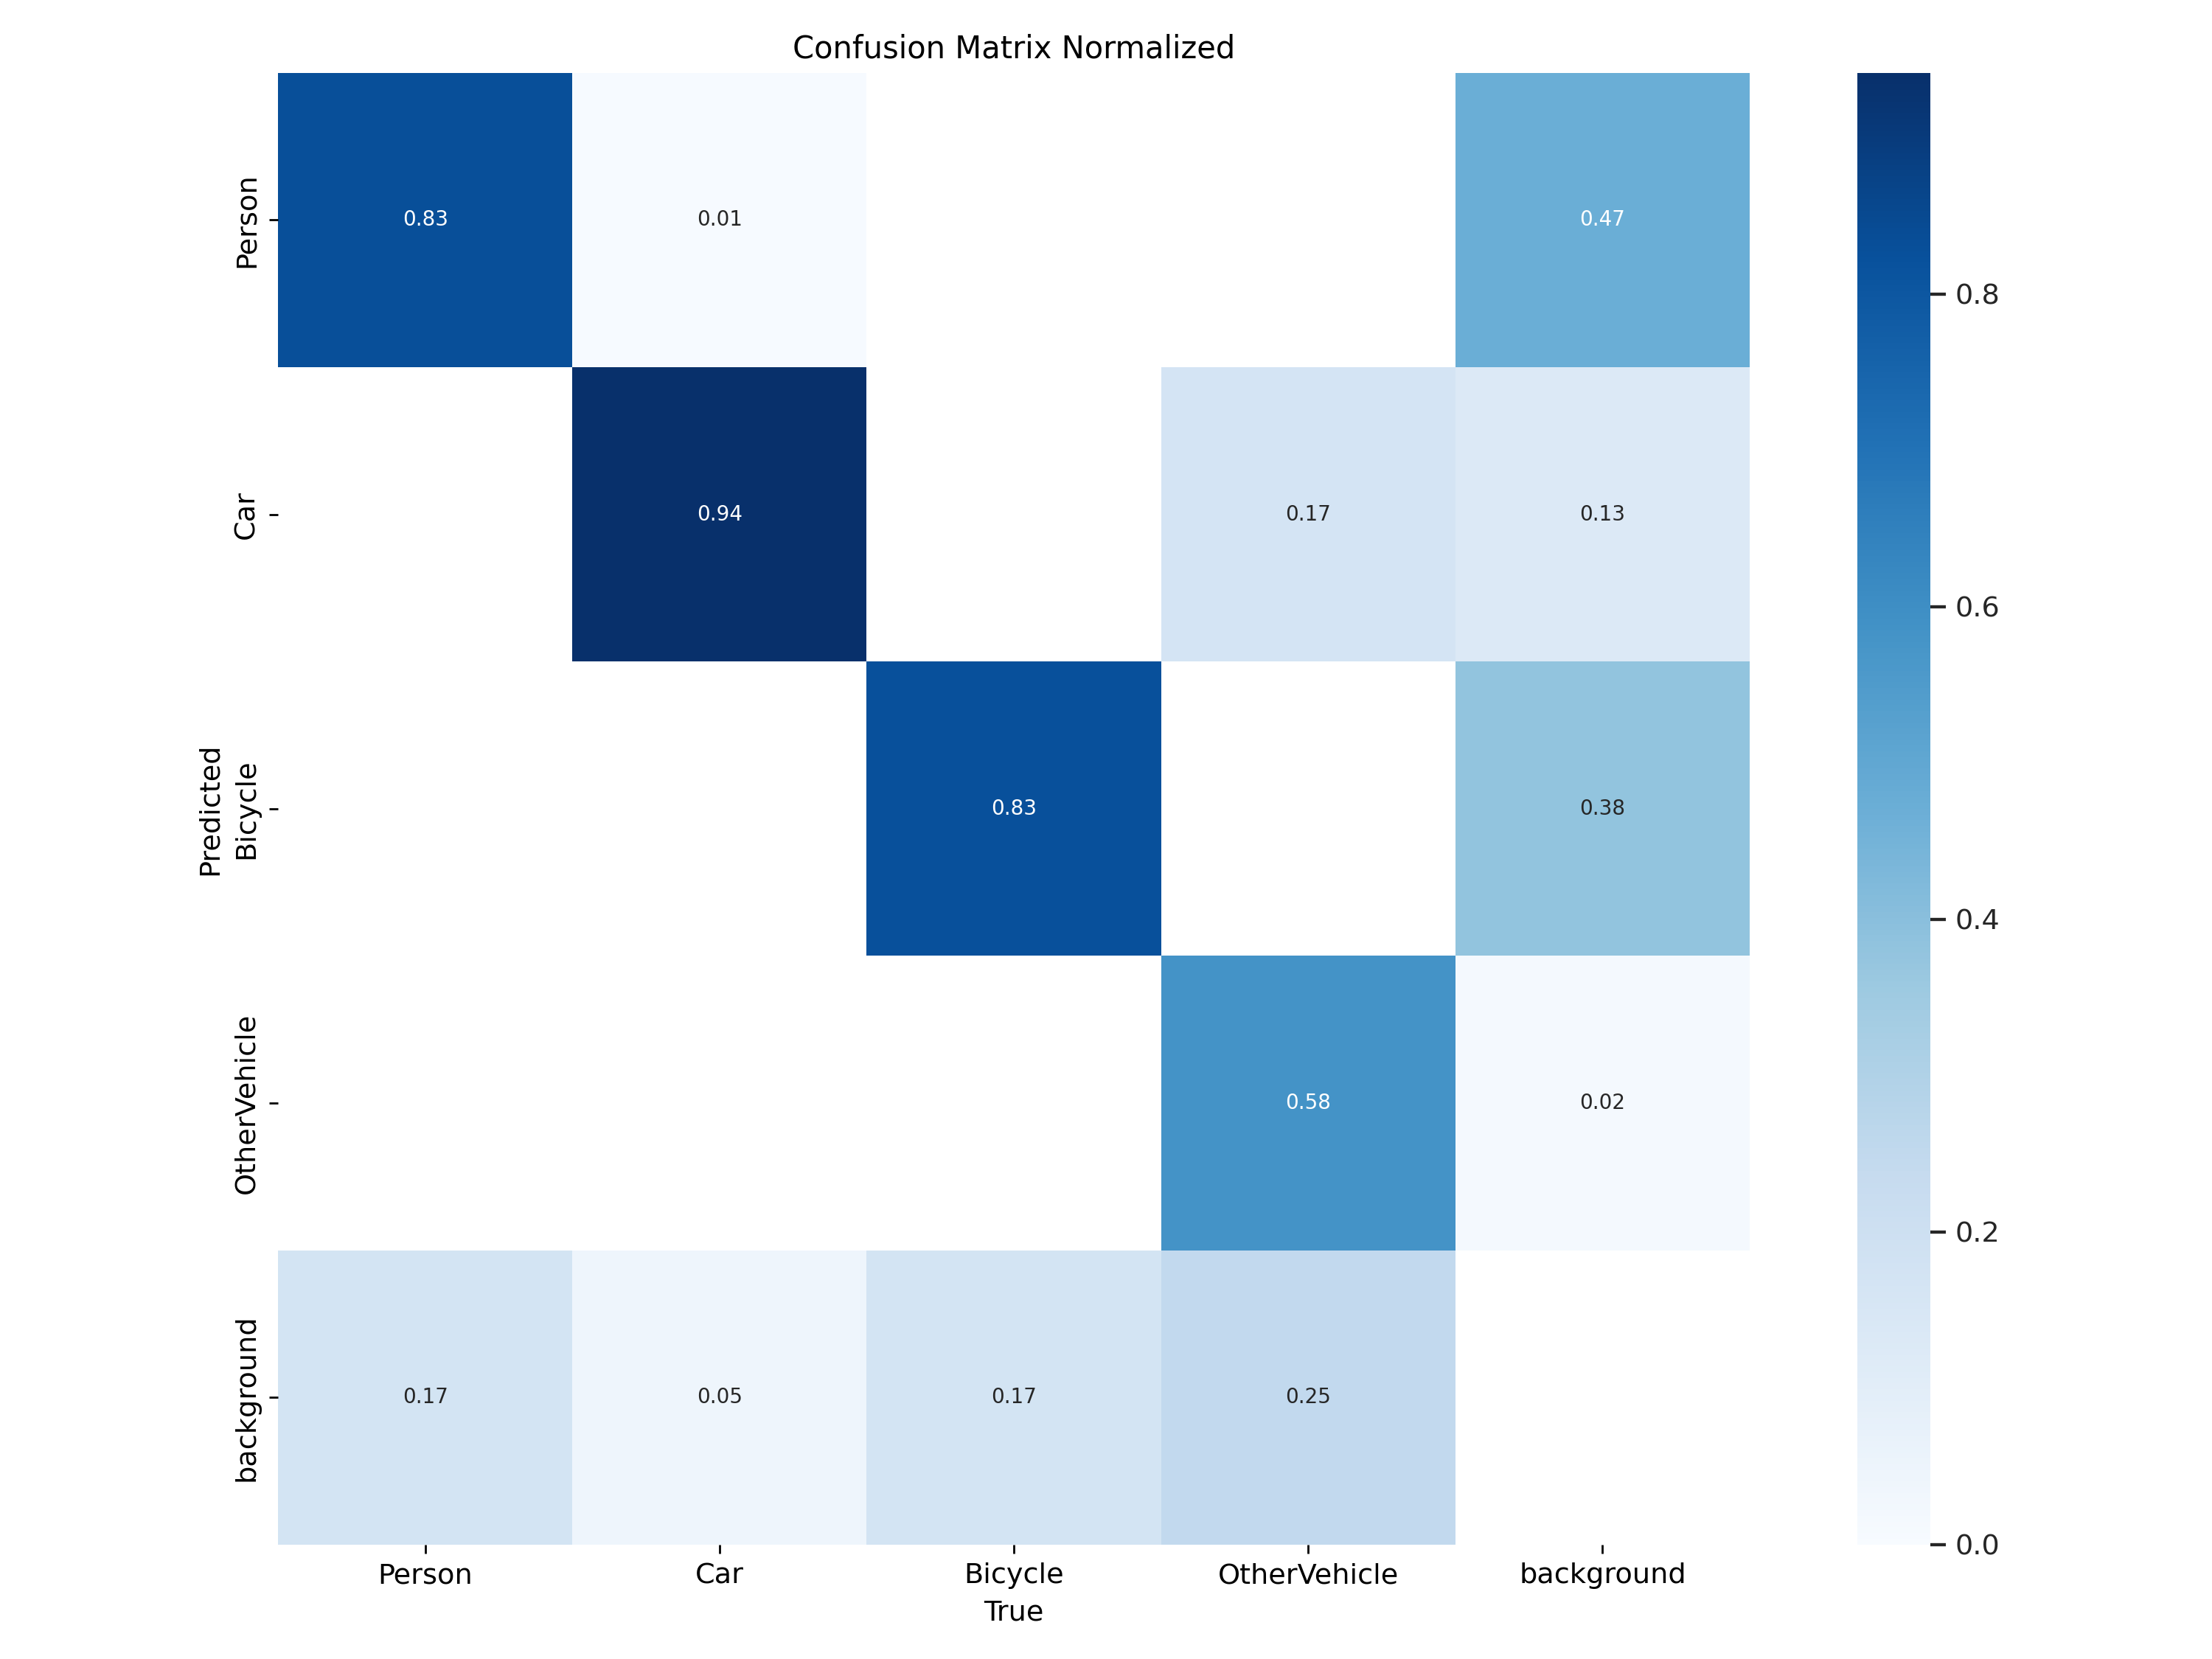 Confusion Matrix Normalized
Person
0.83
0.01
0.47
0.8
Car
0.94
0.17
0.13
0.6
Predicted
Bicycle
0.83
0.38
0.4
OtherVehicle
0.58
0.02
0.2
background
0.17
0.05
0.17
0.25
0.0
Person
Car
Bicycle
OtherVehicle
background
True